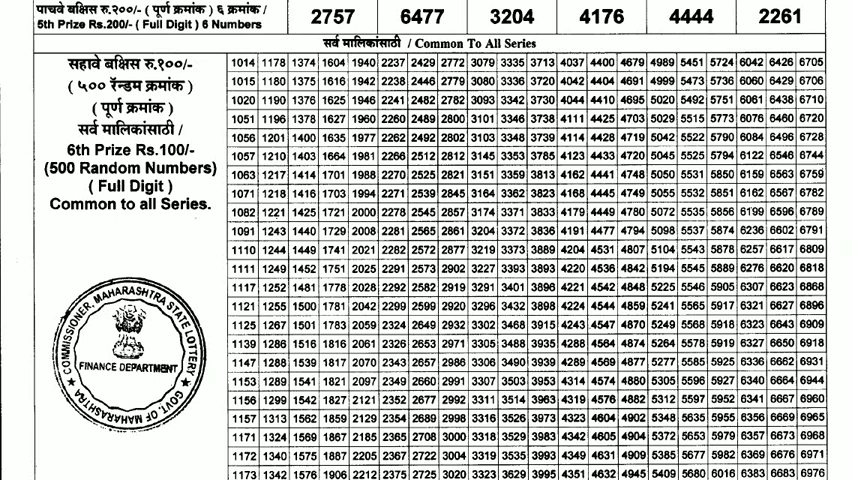 पाचवे बक्षिस रु.२००/- ( पूर्ण क्रमांक ) ६ क्रमांक /
5th Prize Rs.200/- ( Full Digit ) 6 Numbers
2757 6477 3204 4176 4444 2261
सर्व मालिकांसाठी / Common To All Series
सहावे बक्षिस रु.१००/-
( ५०० रॅन्डम क्रमांक )
( पूर्ण क्रमांक )
सर्व मालिकांसाठी /
6th Prize Rs.100/-
(500 Random Numbers)
( Full Digit )
Common to all Series.
1014 1178 1374 1604 1940 2237 2429 2772 3079 3335 3713 4037 4400 4679 4989 5451 5724 6042 6426 6705
1015 1180 1375 1616 1942 2238 2446 2779 3080 3336 3720 4042 4404 4691 4999 5473 5736 6060 6429 6706
1020 1190 1376 1625 1946 2241 2482 2782 3093 3342 3730 4044 4410 4695 5020 5492 5751 6061 6438 6710
1051 1196 1378 1627 1960 2260 2489 2800 3101 3346 3738 4111 4425 4703 5029 5515 5773 6076 6460 6720
1056 1201 1400 1635 1977 2262 2492 2802 3103 3348 3739 4114 4428 4719 5042 5522 5790 6084 6496 6728
1057 1210 1403 1664 1981 2266 2512 2812 3145 3353 3785 4123 4433 4720 5045 5525 5794 6122 6546 6744
1063 1217 1414 1701 1988 2270 2525 2821 3151 3359 3813 4162 4441 4748 5050 5531 5850 6159 6563 6759
1071 1218 1416 1703 1994 2271 2539 2845 3164 3362 3823 4168 4445 4749 5055 5532 5851 6162 6567 6782
1082 1221 1425 1721 2000 2278 2545 2857 3174 3371 3833 4179 4449 4780 5072 5535 5856 6199 6596 6789
1091 1243 1440 1729 2008 2281 2565 2861 3204 3372 3836 4191 4477 4794 5098 5537 5874 6236 6602 6791
1110 1244 1449 1741 2021 2282 2572 2877 3219 3373 3889 4204 4531 4807 5104 5543 5878 6257 6617 6809
1111 1249 1452 1751 2025 2291 2573 2902 3227 3393 3893 4220 4536 4842 5194 5545 5889 6276 6620 6818
1117 1252 1481 1778 2028 2292 2582 2919 3291 3401 3896 4221 4542 4848 5225 5546 5905 6307 6623 6868
1121 1255 1500 1781 2042 2299 2599 2920 3296 3432 3898 4224 4544 4859 5241 5565 5917 6321 6627 6896
1125 1267 1501 1783 2059 2324 2649 2932 3302 3468 3915 4243 4547 4870 5249 5568 5918 6323 6643 6909
1139 1286 1516 1816 2061 2326 2653 2971 3305 3488 3935 4288 4564 4874 5264 5578 5919 6327 6650 6918
1147 1288 1539 1817 2070 2343 2657 2986 3306 3490 3939 4289 4569 4877 5277 5585 5925 6336 6662 6931
1153 1289 1541 1821 2097 2349 2660 2991 3307 3503 3953 4314 4574 4880 5305 5596 5927 6340 6664 6944
1156 1299 1542 1827 2121 2352 2677 2992 3311 3514 3963 4319 4576 4882 5312 5597 5952 6341 6667 6960
1157 1313 1562 1859 2129 2354 2689 2998 3316 3526 3973 4323 4604 4902 5348 5635 5955 6356 6669 6965
1171 1324 1569 1867 2185 2365 2708 3000 3318 3529 3983 4342 4605 4904 5372 5653 5979 6357 6673 6968
1172 1340 1575 1887 2205 2367 2722 3004 3319 3535 3993 4349 4631 4909 5385 5677 5982 6369 6676 6971
1173 1342 1576 1906 2212 2375 2725 3020 3323 3629 3995 4351 4632 4945 5409 5680 6016 6383 6683 6976
COMMISSIONER, MAHARASHTRA STATE LOTTERY
FINANCE DEPARTMENT
GOVT. OF MAHARASHTRA